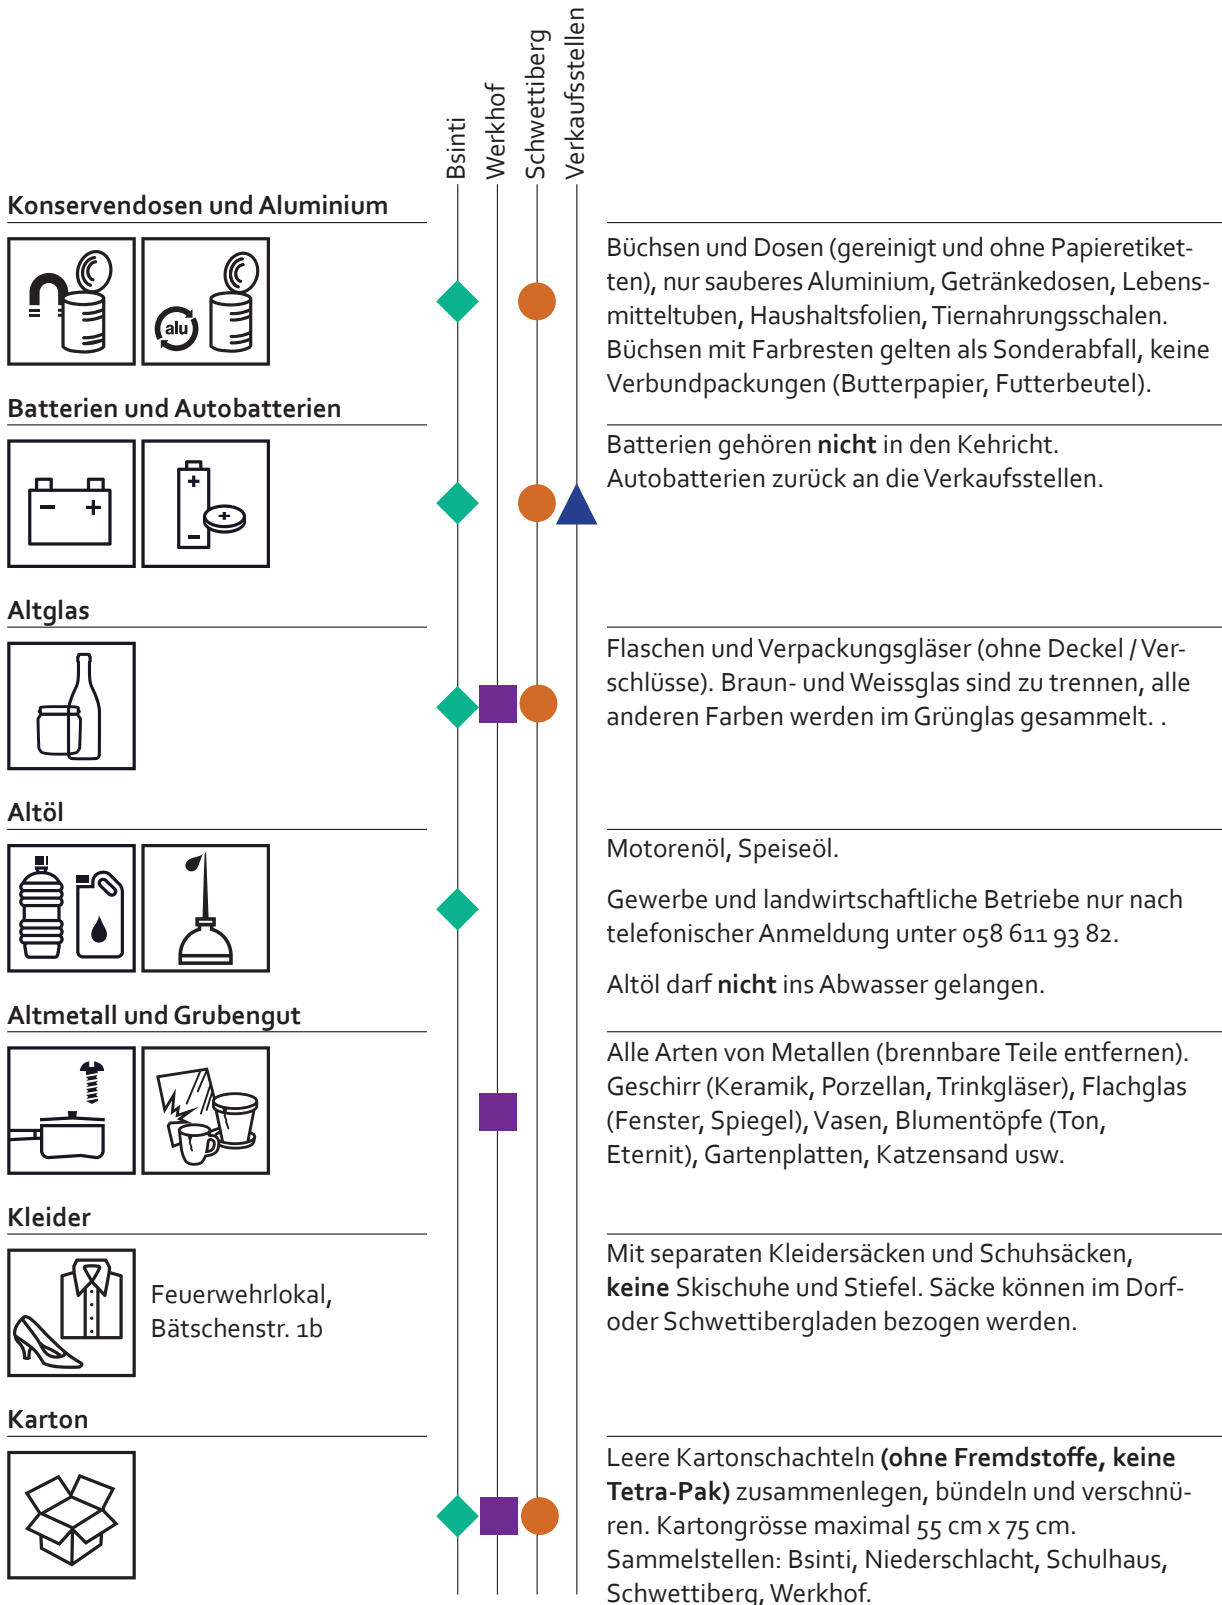 Bsinti
Werkhof
Schwettiberg
Verkaufsstellen
Konservendosen und Aluminium
alu
Büchsen und Dosen (gereinigt und ohne Papieretiket-
ten), nur sauberes Aluminium, Getränkedosen, Lebens-
mitteltuben, Haushaltsfolien, Tiernahrungsschalen.
Büchsen mit Farbresten gelten als Sonderabfall, keine
Verbundpackungen (Butterpapier, Futterbeutel).
Batterien und Autobatterien
Batterien gehören nicht in den Kehricht.
Autobatterien zurück an die Verkaufsstellen.
Altglas
Flaschen und Verpackungsgläser (ohne Deckel / Ver-
schlüsse). Braun- und Weissglas sind zu trennen, alle
anderen Farben werden im Grünglas gesammelt. .
Altöl
Motorenöl, Speiseöl.
Gewerbe und landwirtschaftliche Betriebe nur nach
telefonischer Anmeldung unter 058 611 93 82.
Altöl darf nicht ins Abwasser gelangen.
Altmetall und Grubengut
Alle Arten von Metallen (brennbare Teile entfernen).
Geschirr (Keramik, Porzellan, Trinkgläser), Flachglas
(Fenster, Spiegel), Vasen, Blumentöpfe (Ton,
Eternit), Gartenplatten, Katzensand usw.
Kleider
Feuerwehrlokal,
Bätschenstr. 1b
Mit separaten Kleidersäcken und Schuhsäcken,
keine Skischuhe und Stiefel. Säcke können im Dorf-
oder Schwettibergladen bezogen werden.
Karton
Leere Kartonschachteln (ohne Fremdstoffe, keine
Tetra-Pak) zusammenlegen, bündeln und verschnü-
ren. Kartongrösse maximal 55 cm x 75 cm.
Sammelstellen: Bsinti, Niederschlacht, Schulhaus,
Schwettiberg, Werkhof.